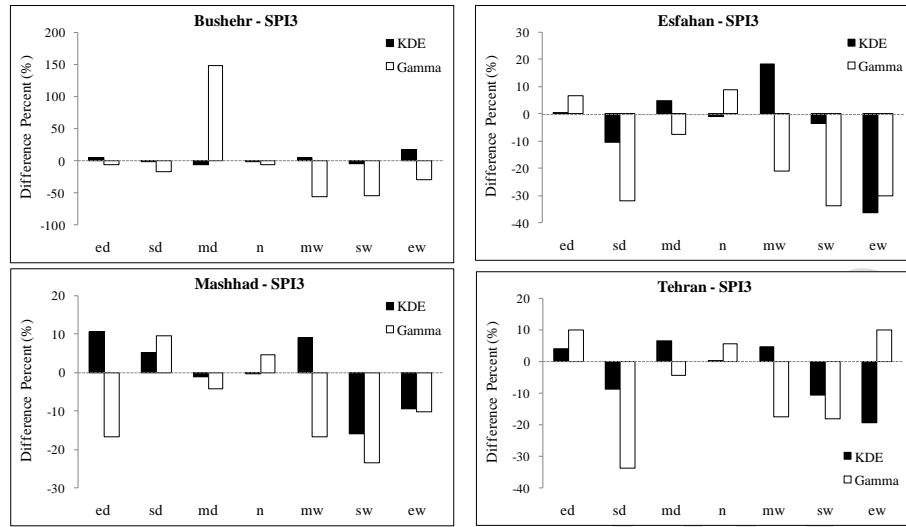 Bushehr - SPI3
Difference Percent (%)
200
150
100
50
0
-50
-100
KDE
Gamma
ed sd md n mw sw ew
Esfahan - SPI3
Difference Percent (%)
30
20
10
0
-10
-20
-30
-40
KDE
Gamma
ed sd md n mw sw ew
Mashhad - SPI3
Difference Percent (%)
20
10
0
-10
-20
-30
KDE
Gamma
ed sd md n mw sw ew
Tehran - SPI3
Difference Percent (%)
20
10
0
-10
-20
-30
-40
KDE
Gamma
ed sd md n mw sw ew